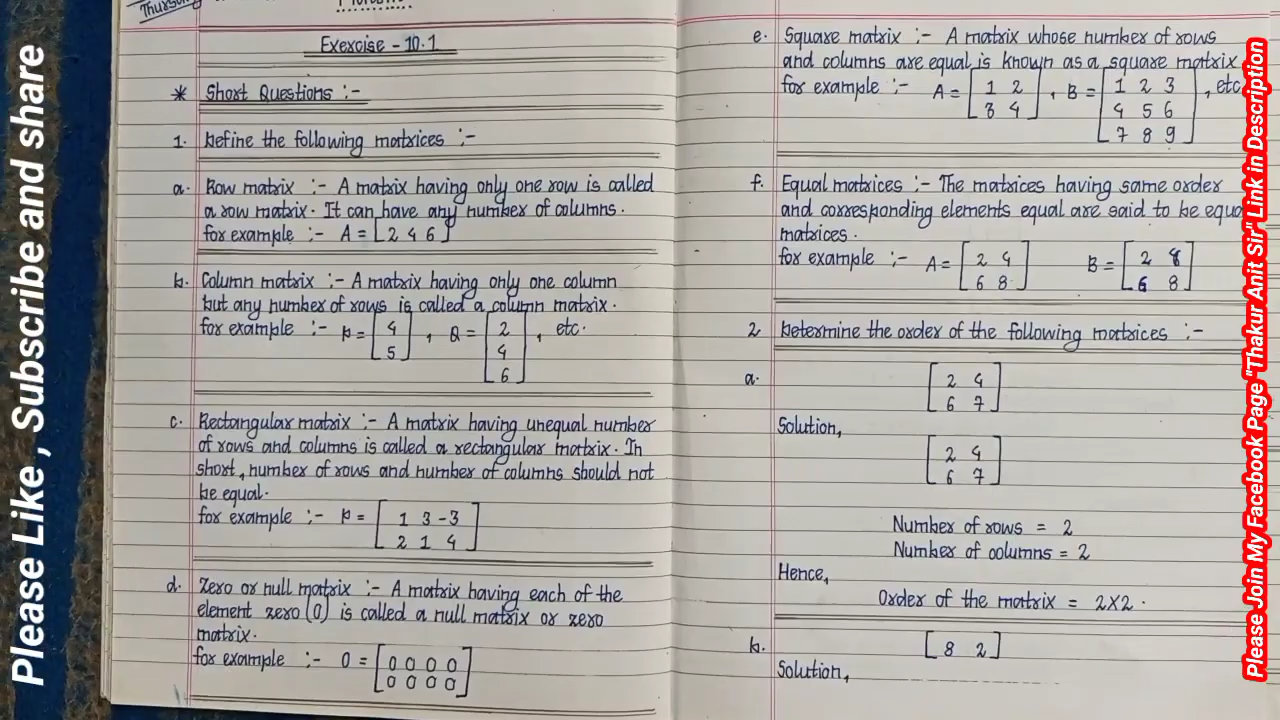 Thursday
Exercise - 10.1
* Short Questions :-
1. Define the following matrices :-
a. Row matrix :- A matrix having only one row is called
a row matrix. It can have any number of columns.
for example :- A = [2 4 6]
b. Column matrix :- A matrix having only one column
but any number of rows is called a column matrix.
for example :- P = [4
5], Q = [2
4
6], etc.
c. Rectangular matrix :- A matrix having unequal number
of rows and columns is called a rectangular matrix. In
short, number of rows and number of columns should not
be equal.
for example :- P = [1 3 -3
2 1 4]
d. Zero or null matrix :- A matrix having each of the
element zero (0) is called a null matrix or zero
matrix.
for example :- 0 = [0 0 0 0
0 0 0 0]
e. Square matrix :- A matrix whose number of rows
and columns are equal is known as a square matrix
for example :- A = [1 2
3 4], B = [1 2 3
4 5 6
7 8 9], etc
f. Equal matrices :- The matrices having same order
and corresponding elements equal are said to be equa
matrices.
for example :- A = [2 4
6 8] B = [2 8
6 8]
2 Determine the order of the following matrices :-
a. [2 4
6 7]
Solution,
[2 4
6 7]
Number of rows = 2
Number of columns = 2
Hence,
Order of the matrix = 2X2.
b. [8 2]
Solution,
Please Like , Subscribe and share
Please Join My Facebook Page "Thakur Anit Sir" Link in Description